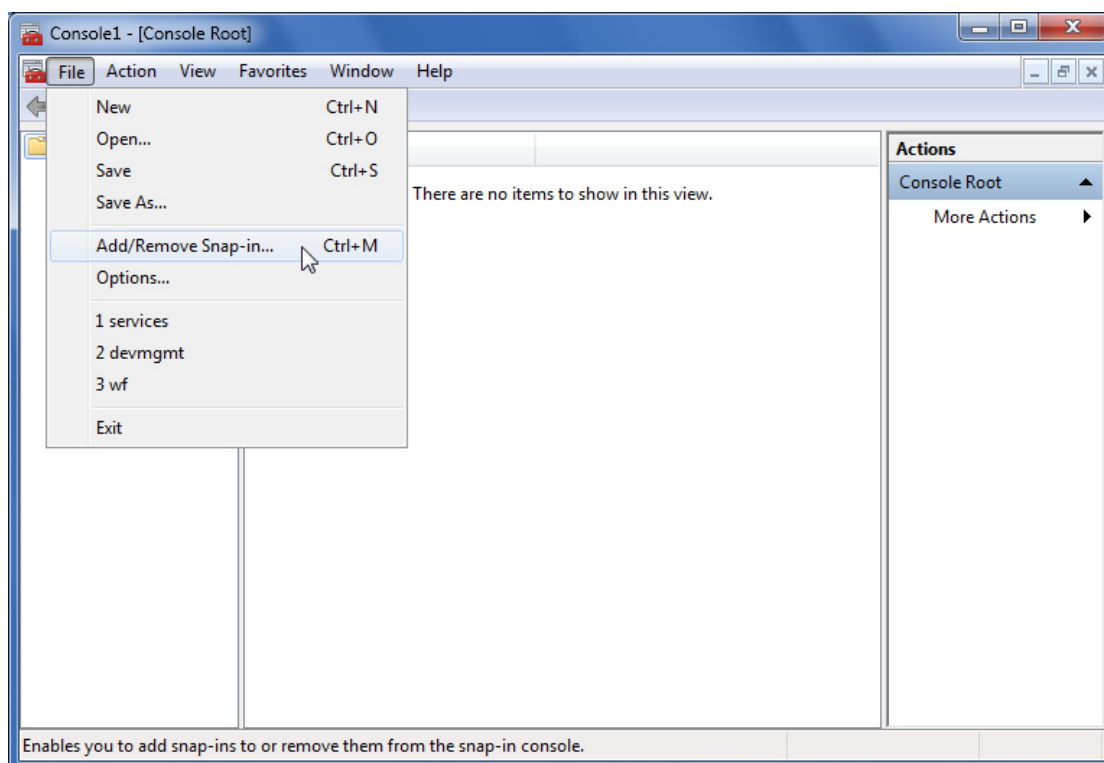 Console1 - [Console Root]
File Action View Favorites Window Help
New Ctrl+N
Open... Ctrl+O
Save Ctrl+S
Save As...
Add/Remove Snap-in... Ctrl+M
Options...
1 services
2 devmgmt
3 wf
Exit
There are no items to show in this view.
Actions
Console Root
More Actions
Enables you to add snap-ins to or remove them from the snap-in console.